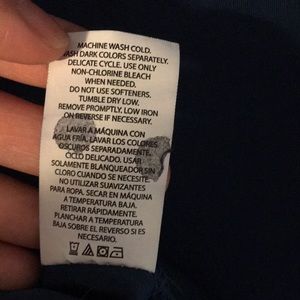 MACHINE WASH COLD.
WASH DARK COLORS SEPARATELY.
DELICATE CYCLE. USE ONLY
NON-CHLORINE BLEACH
WHEN NEEDED.
DO NOT USE SOFTENERS.
TUMBLE DRY LOW.
REMOVE PROMPTLY. LOW IRON
ON REVERSE IF NECESSARY.
LAVAR A MÁQUINA CON
AGUA FRÍA. LAVAR LOS COLORES
OSCUROS SEPARADAMENTE.
CICLO DELICADO. USAR
SOLAMENTE BLANQUEADOR SIN
CLORO CUANDO SE NECESITE.
NO UTILIZAR SUAVIZANTES
PARA ROPA. SECAR EN MÁQUINA
A TEMPERATURA BAJA.
RETIRAR RÁPIDAMENTE.
PLANCHAR A TEMPERATURA
BAJA SOBRE EL REVERSO SI ES
NECESARIO.